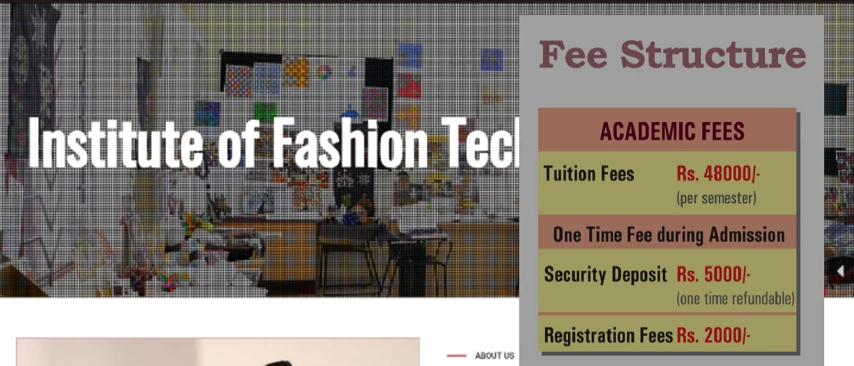 Institute of Fashion
Fee Structure
ACADEMIC FEES
Tuition Fees Rs. 48000/-
(per semester)
One Time Fee during Admission
Security Deposit Rs. 5000/-
(one time refundable)
Registration Fees Rs. 2000/-
ABOUT US